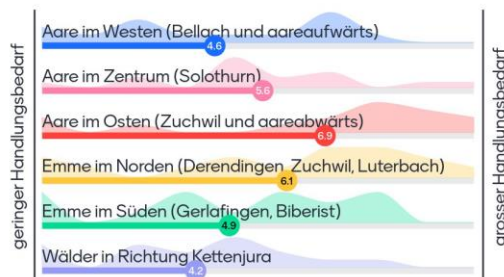 geringer Handlungsbedarf
Aare im Westen (Bellach und aareaufwärts)
4.6
Aare im Zentrum (Solothurn)
5.6
Aare im Osten (Zuchwil und aareabwärts)
6.9
Emme im Norden (Derendingen Zuchwil, Luterbach)
6.1
Emme im Süden (Gerlafingen, Biberist)
4.9
Wälder in Richtung Kettenjura
4.2
grosser Handlungsbedarf